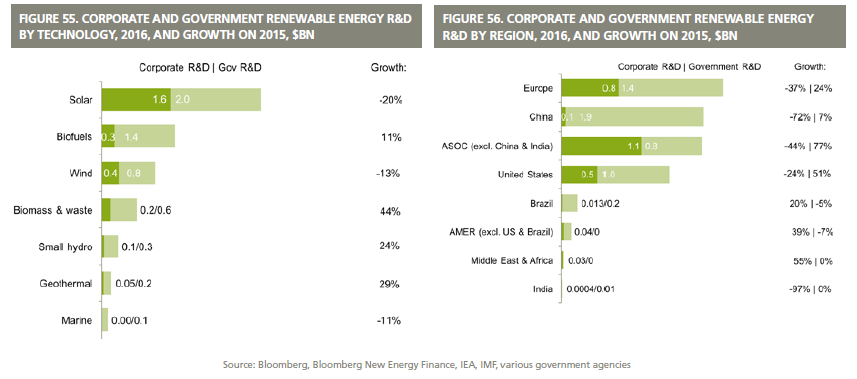 FIGURE 55. CORPORATE AND GOVERNMENT RENEWABLE ENERGY R&D
BY TECHNOLOGY, 2016, AND GROWTH ON 2015, $BN
Corporate R&D | Gov R&D Growth:
Solar 1.6 2.0 -20%
Biofuels 0.3 1.4 11%
Wind 0.4 0.8 -13%
Biomass & waste 0.2/0.6 44%
Small hydro 0.1/0.3 24%
Geothermal 0.05/0.2 29%
Marine 0.00/0.1 -11%
FIGURE 56. CORPORATE AND GOVERNMENT RENEWABLE ENERGY
R&D BY REGION, 2016, AND GROWTH ON 2015, $BN
Corporate R&D | Government R&D Growth:
Europe 0.8 1.4 -37% | 24%
China 0.1 1.9 -72% | 7%
ASOC (excl. China & India) 1.1 0.8 -44% | 77%
United States 0.5 1.0 -24% | 51%
Brazil 0.013/0.2 20% | -5%
AMER (excl. US & Brazil) 0.04/0 39% | -7%
Middle East & Africa 0.03/0 55% | 0%
India 0.0004/0.01 -97% | 0%
Source: Bloomberg, Bloomberg New Energy Finance, IEA, IMF, various government agencies